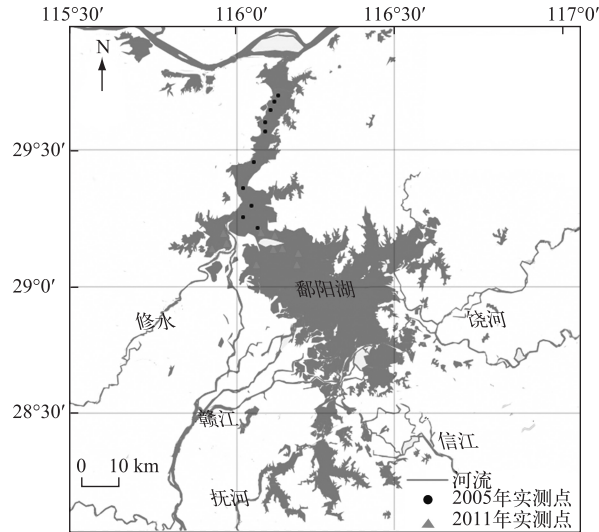 115°30′ 116°0′ 116°30′ 117°0′
N
29°30′
29°0′
鄱阳湖
修水
饶河
28°30′
赣江
信江
0 10 km
河流
抚河
2005年实测点
2011年实测点